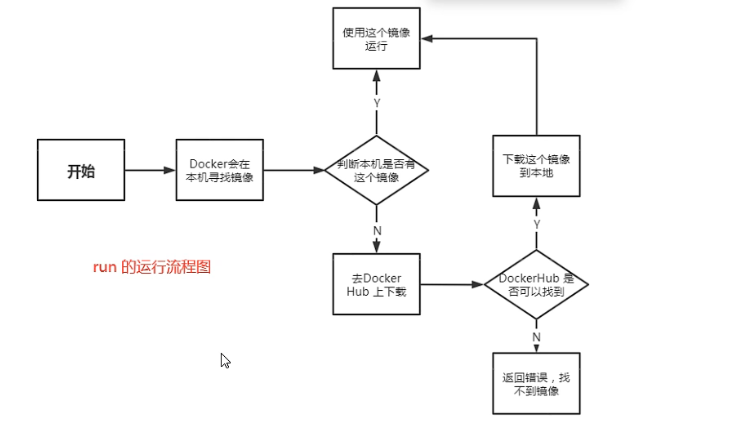 使用这个镜像
运行
Y
开始
Docker会在
本机寻找镜像
判断本机是否有
这个镜像
下载这个镜像
到本地
N
Y
run 的运行流程图
去Docker
Hub 上下载
DockerHub 是
否可以找到
N
返回错误，找
不到镜像